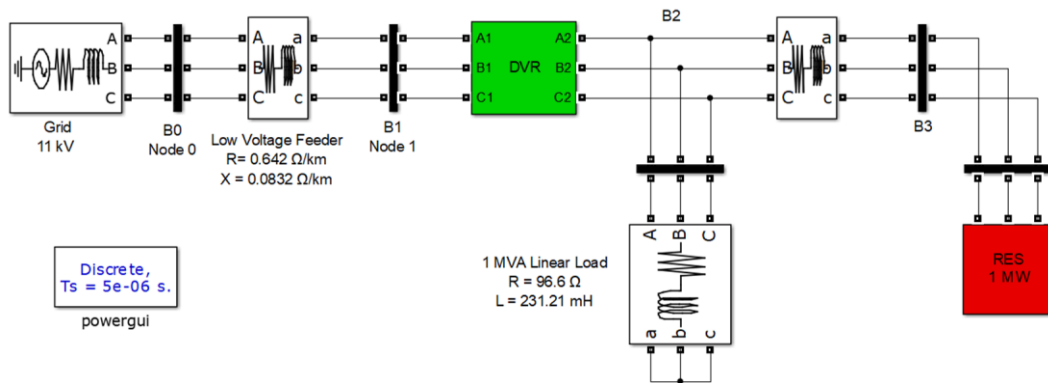 B2
A
B
C
A
B
C
a
b
c
A1
B1
C1
DVR
A2
B2
C2
A
B
C
a
b
c
Grid
11 kV
B0
Node 0
Low Voltage Feeder
R= 0.642 Ω/km
X = 0.0832 Ω/km
B1
Node 1
B3
A B C
1 MVA Linear Load
R = 96.6 Ω
L = 231.21 mH
a b c
RES
1 MW
Discrete,
Ts = 5e-06 s.
powergui